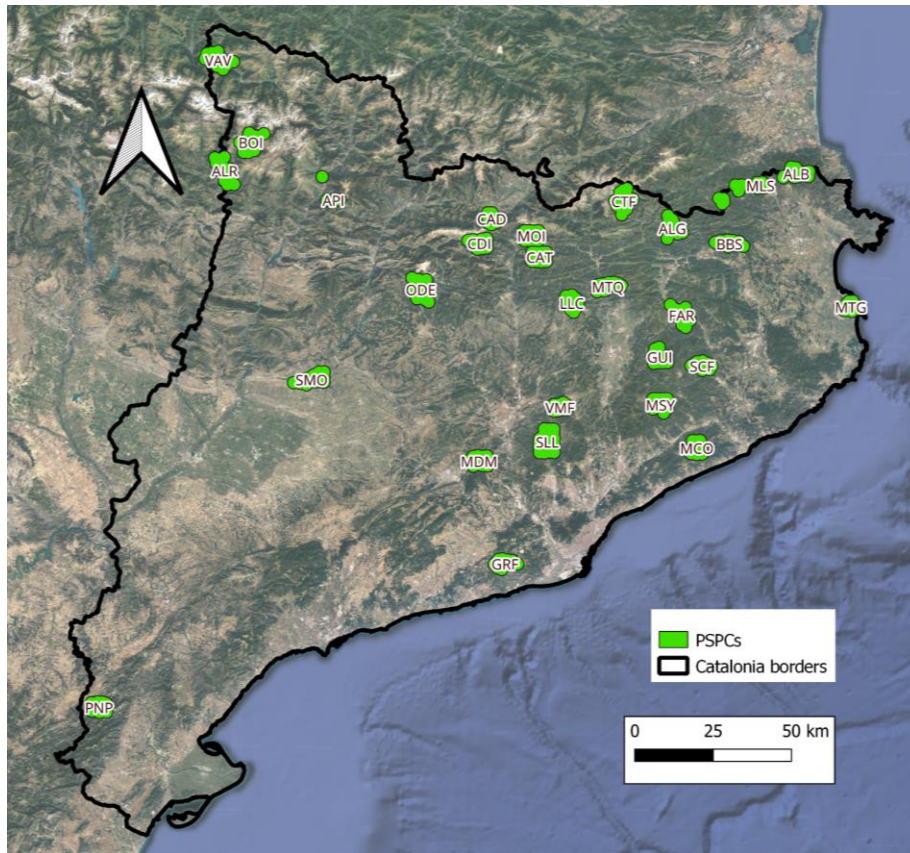 VAV
BOI
ALR
API
ALB
MLS
CTF
CAD
ALG
MOI
CDI
BBS
CAT
ODE
MTQ
LLC
MTG
FAR
GUI
SCF
SMO
VMF
MSY
SLL
MCO
MDM
GRF
PNP
PSPCs
Catalonia borders
0 25 50 km